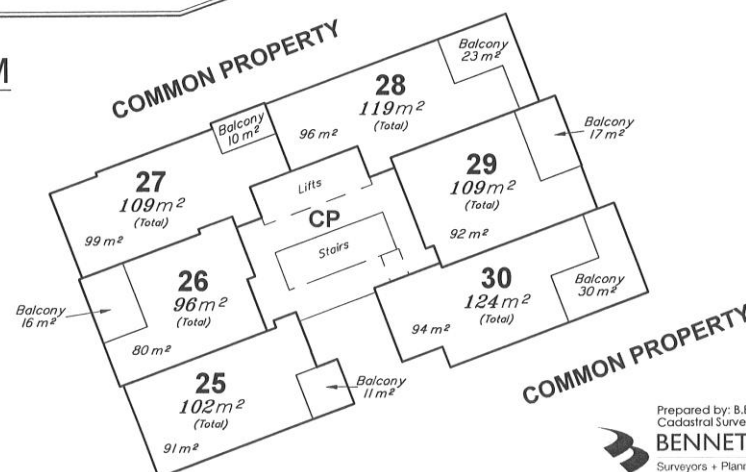 M
COMMON PROPERTY
Balcony
23 m²
28
119m²
(Total)
96 m²
Balcony
10 m²
Balcony
17 m²
27
109m²
(Total)
99 m²
Lifts
29
109m²
(Total)
92 m²
CP
Stairs
26
96m²
(Total)
80 m²
Balcony
16 m²
30
124m²
(Total)
94 m²
Balcony
30 m²
25
102m²
(Total)
91 m²
Balcony
11 m²
COMMON PROPERTY
Prepared by: B.
Cadastral Surve
BENNET
Surveyors + Plan